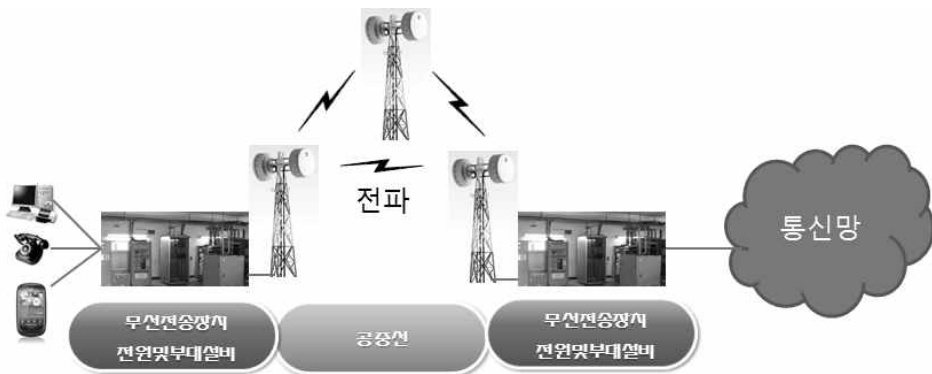 전파
통신망
무선전송장치
전원및부대설비
공중선
무선전송장치
전원및부대설비